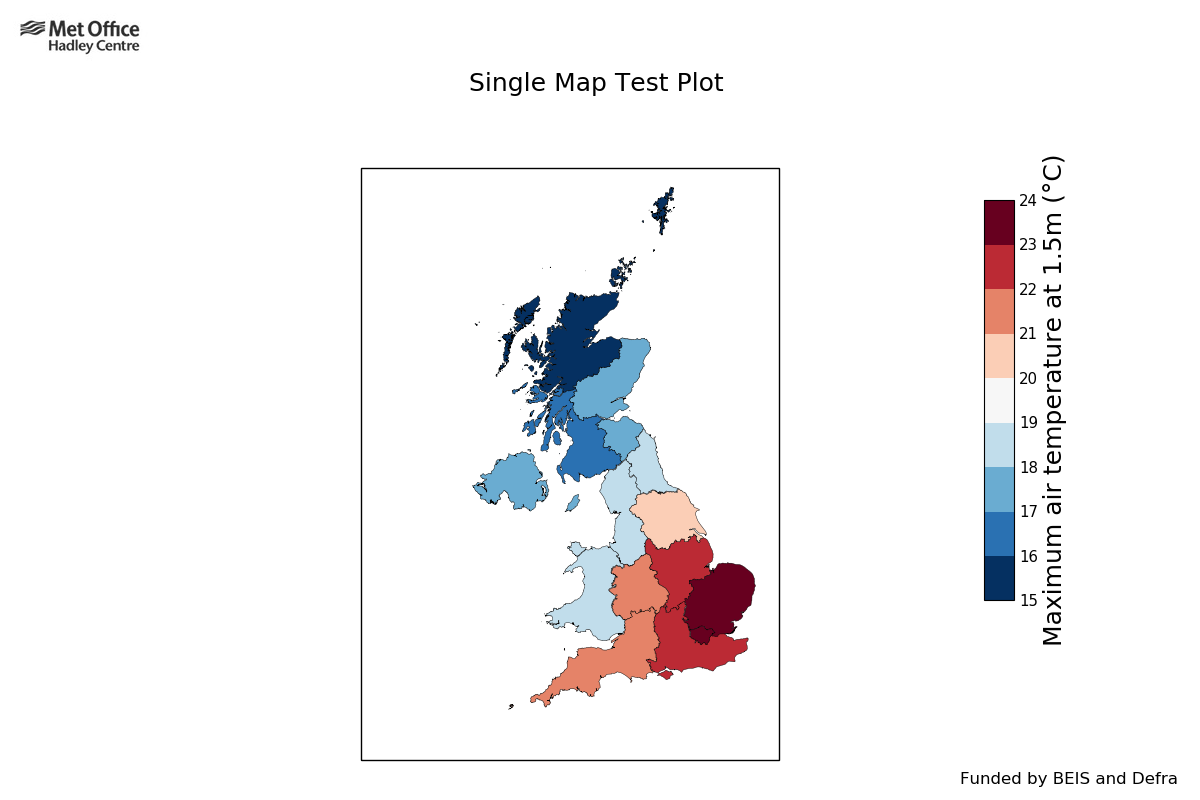 Met Office
Hadley Centre
Single Map Test Plot
24
23
22
21
20
19
18
17
16
15
Maximum air temperature at 1.5m (°C)
Funded by BEIS and Defra